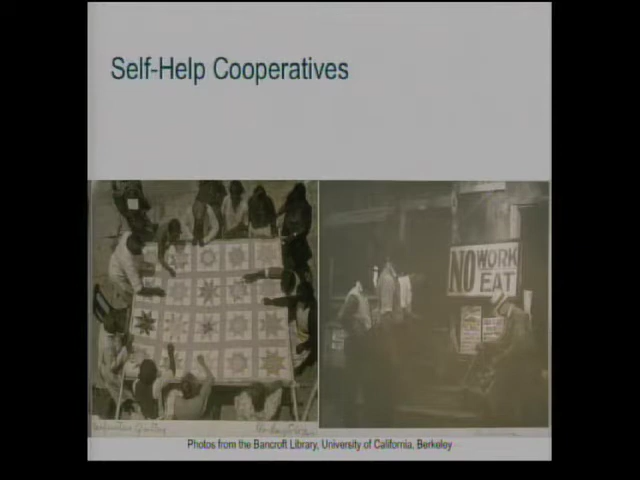 Self-Help Cooperatives
NO WORK
EAT
Photos from the Bancroft Library, University of California, Berkeley